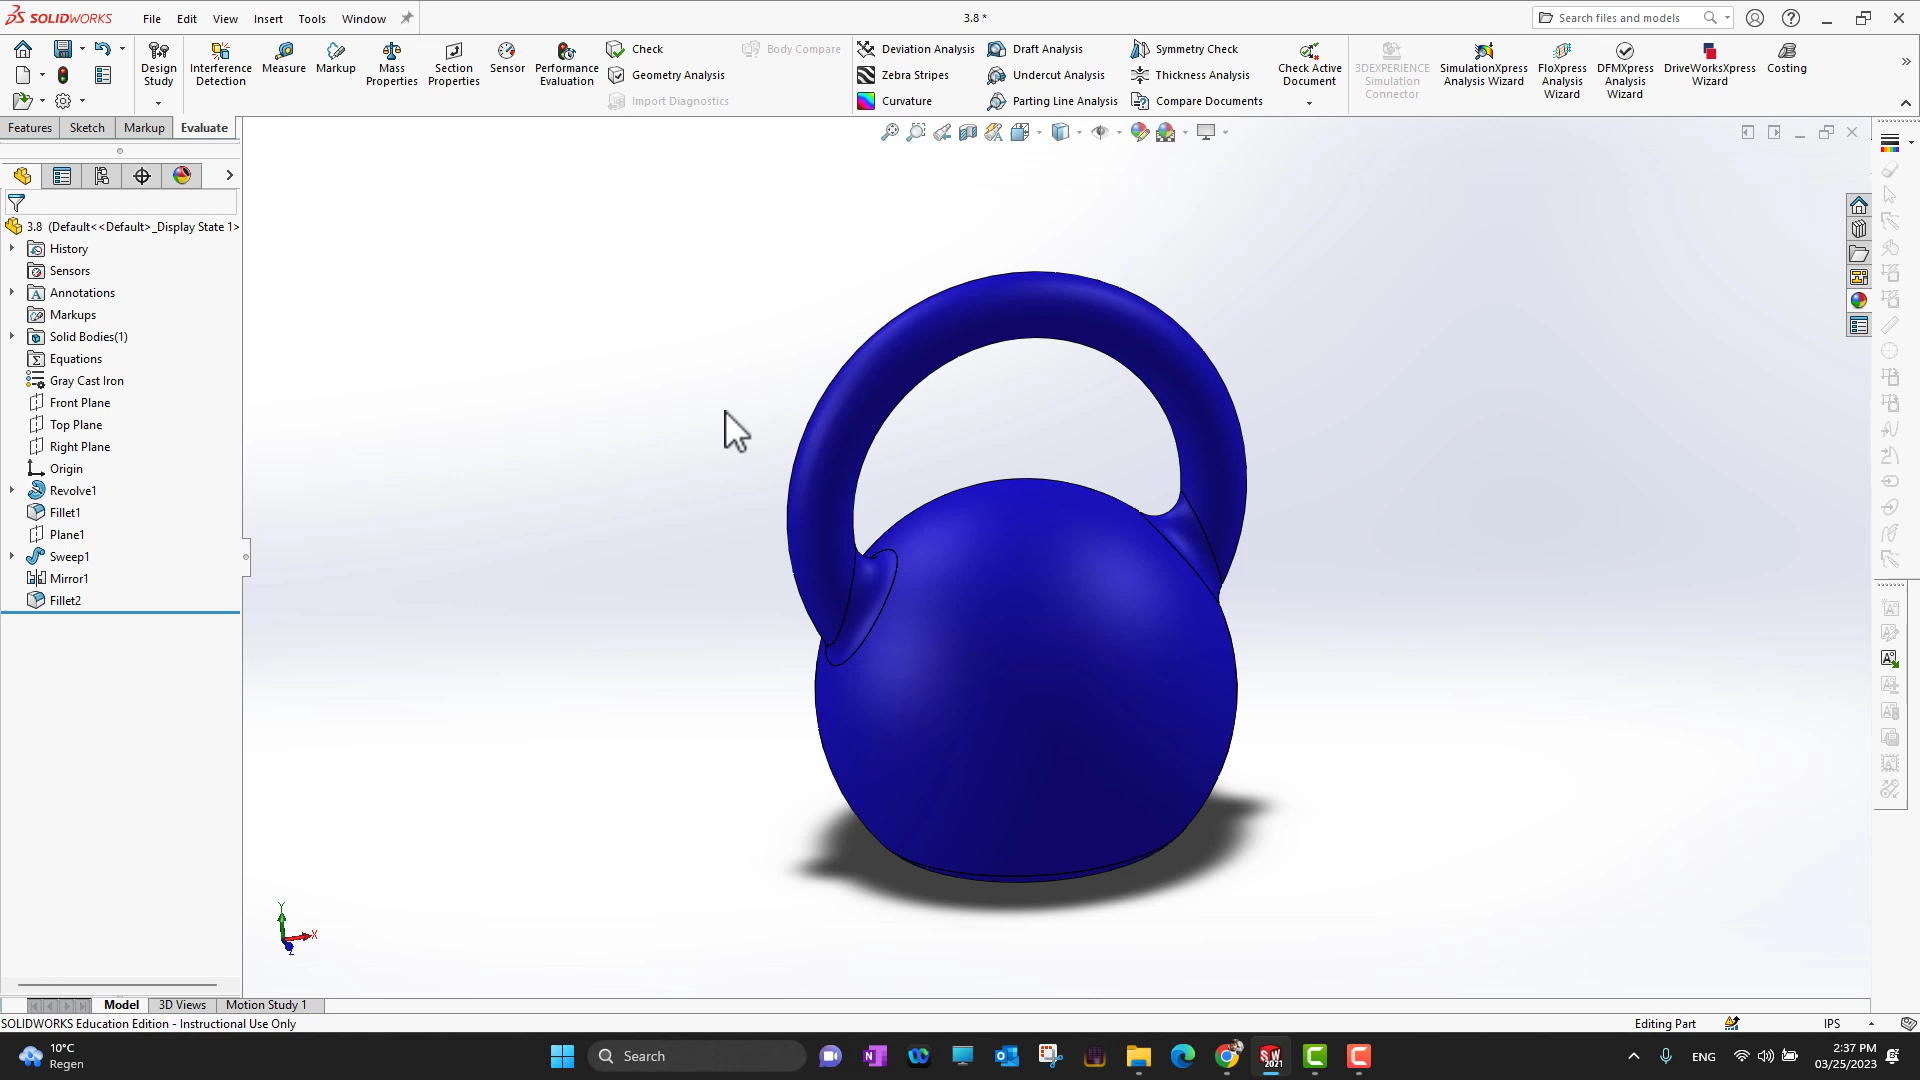 SOLIDWORKS File Edit View Insert Tools Window 3.8 * Search files and models
Design Study
Interference Detection
Measure
Markup
Mass Properties
Section Properties
Sensor
Performance Evaluation
Check
Geometry Analysis
Import Diagnostics
Body Compare
Deviation Analysis
Zebra Stripes
Curvature
Draft Analysis
Undercut Analysis
Parting Line Analysis
Symmetry Check
Thickness Analysis
Compare Documents
Check Active Document
3DEXPERIENCE Simulation Connector
SimulationXpress Analysis Wizard
FloXpress Analysis Wizard
DFMXpress Analysis Wizard
DriveWorksXpress Wizard
Costing
Features Sketch Markup Evaluate
3.8 (Default<<Default>_Display State 1>
History
Sensors
Annotations
Markups
Solid Bodies(1)
Equations
Gray Cast Iron
Front Plane
Top Plane
Right Plane
Origin
Revolve1
Fillet1
Plane1
Sweep1
Mirror1
Fillet2
Y
X
Z
Model 3D Views Motion Study 1
SOLIDWORKS Education Edition - Instructional Use Only Editing Part IPS
10°C
Regen
Search
SW
2021
ENG
2:37 PM
03/25/2023